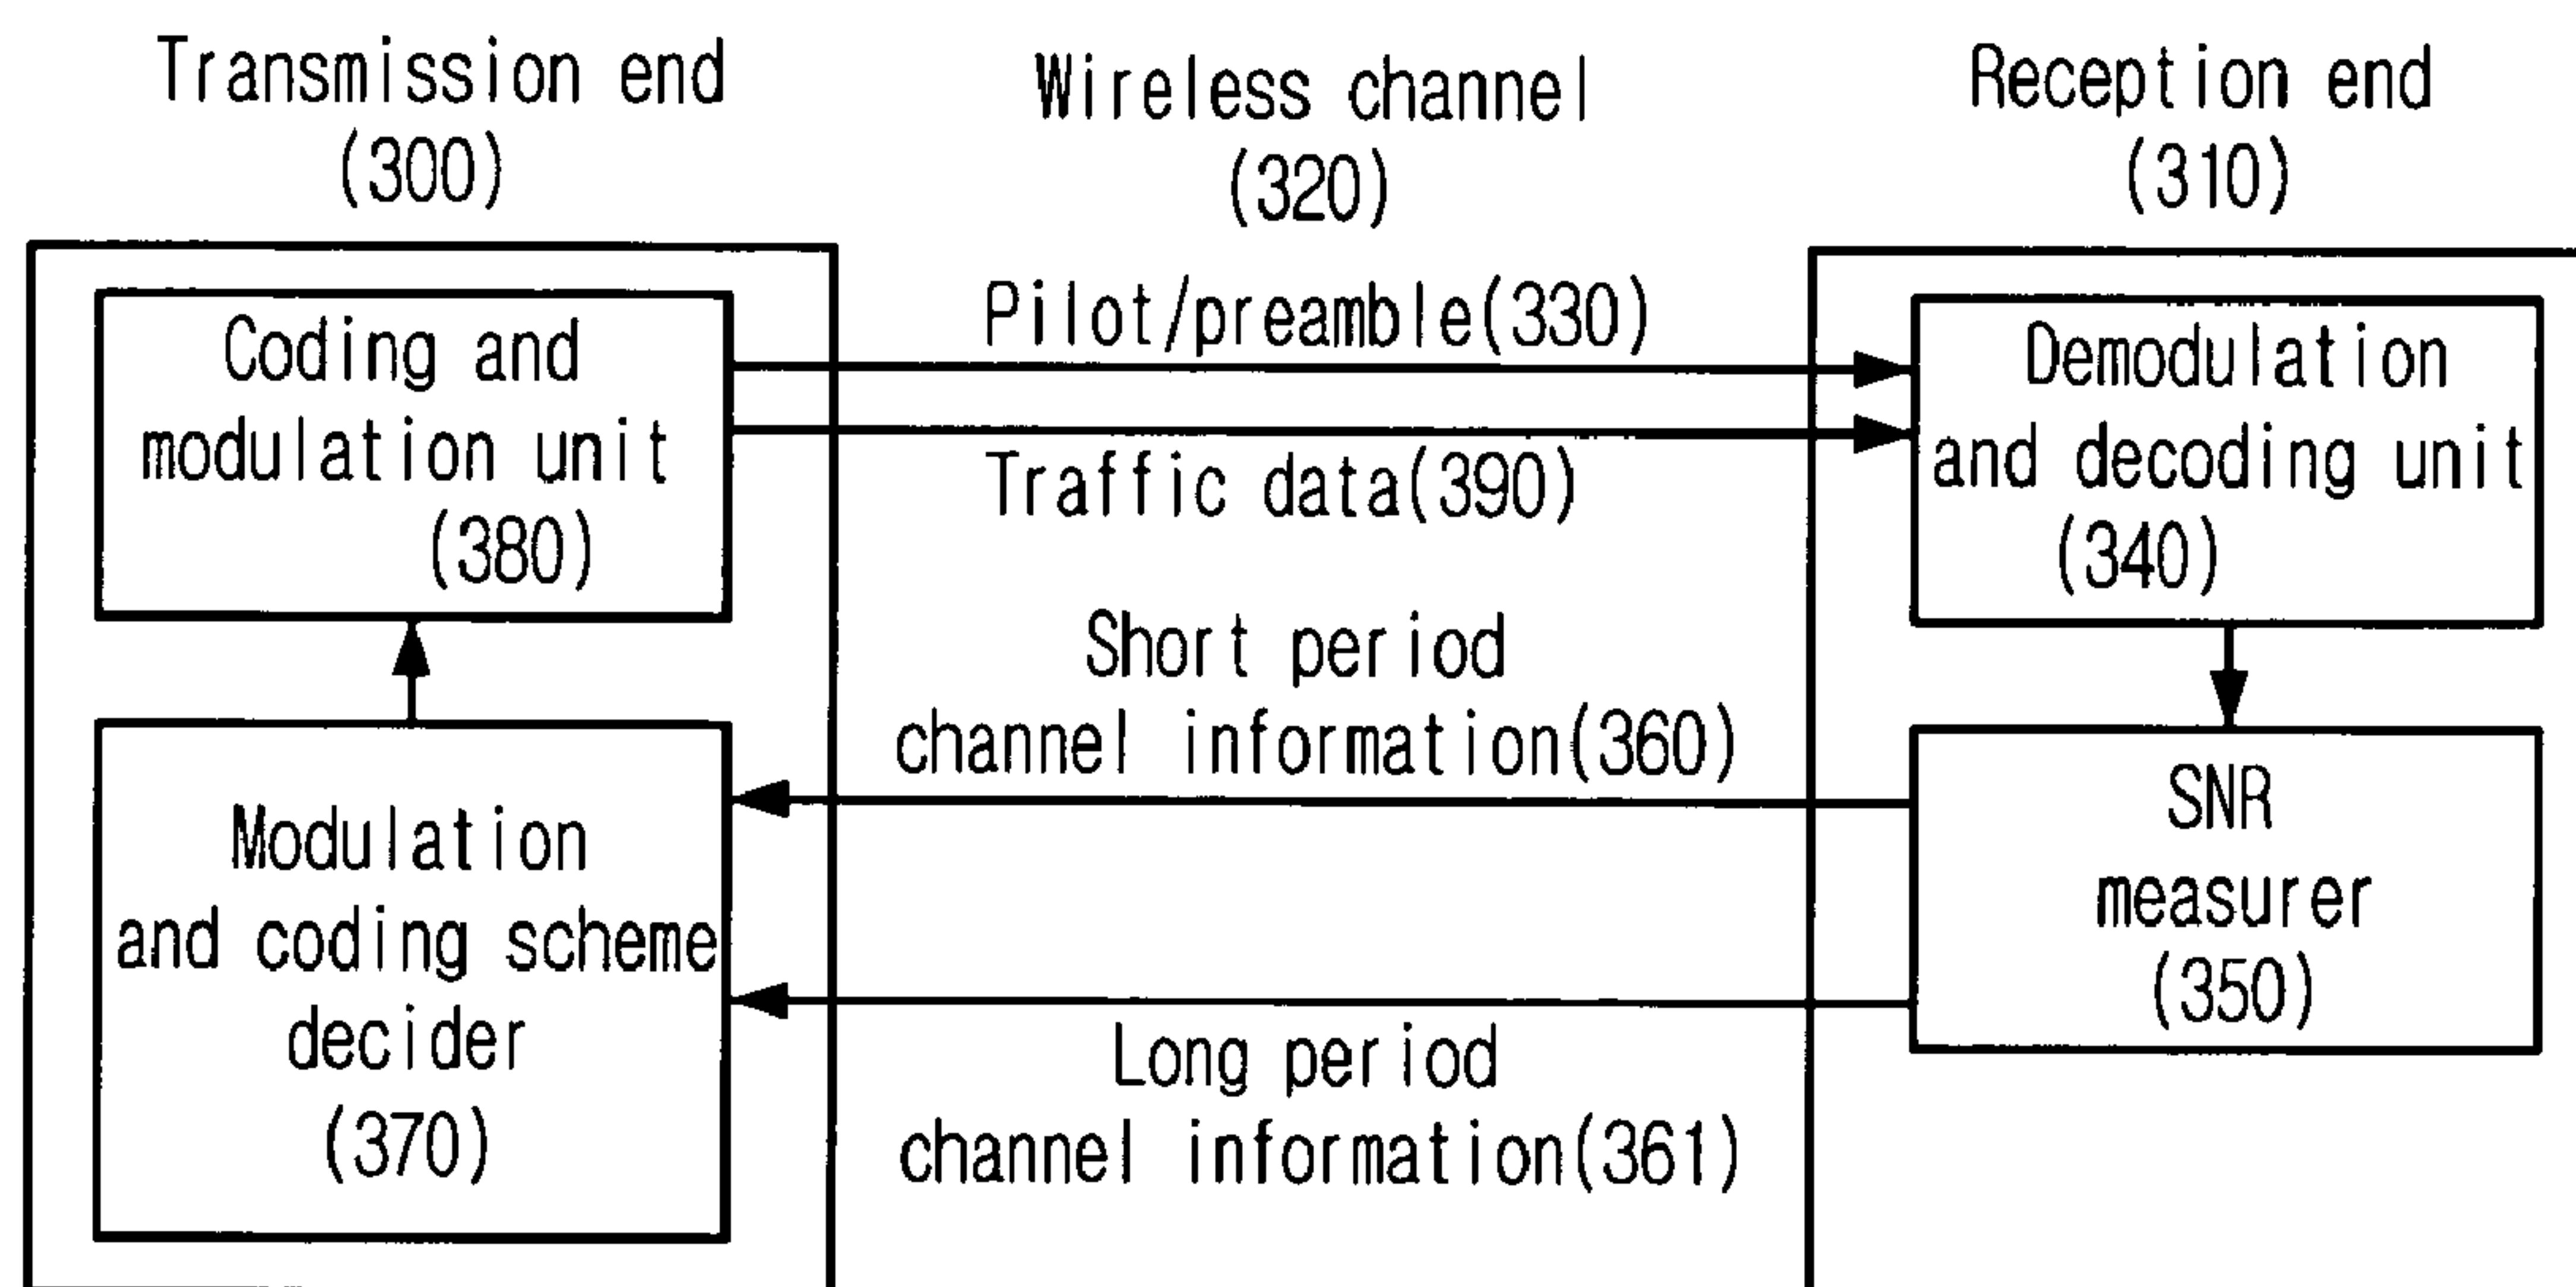 Transmission end
(300)
Wireless channel
(320)
Reception end
(310)
Coding and
modulation unit
(380)
Pilot/preamble(330)
Traffic data(390)
Demodulation
and decoding unit
(340)
Short period
channel information(360)
Modulation
and coding scheme
decider
(370)
SNR
measurer
(350)
Long period
channel information(361)